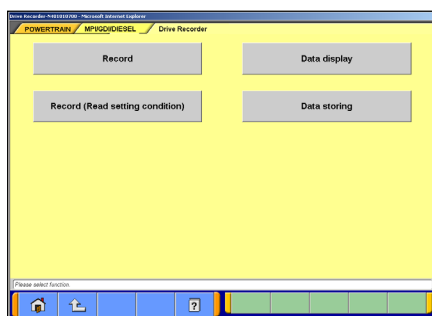 Drive Recorder-N401010700 - Microsoft Internet Explorer
POWERTRAIN MPI/GDI/DIESEL Drive Recorder
Record Data display
Record (Read setting condition) Data storing
Please select function
?